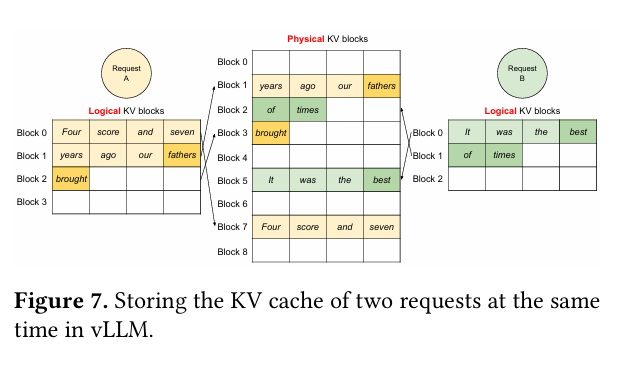 Physical KV blocks
Request
A
Logical KV blocks
Block 0 Four score and seven
Block 1 years ago our fathers
Block 2 brought
Block 3
Block 0
Block 1 years ago our fathers
Block 2 of times
Block 3 brought
Block 4
Block 5 It was the best
Block 6
Block 7 Four score and seven
Block 8
Request
B
Logical KV blocks
Block 0 It was the best
Block 1 of times
Block 2
Figure 7. Storing the KV cache of two requests at the same
time in vLLM.